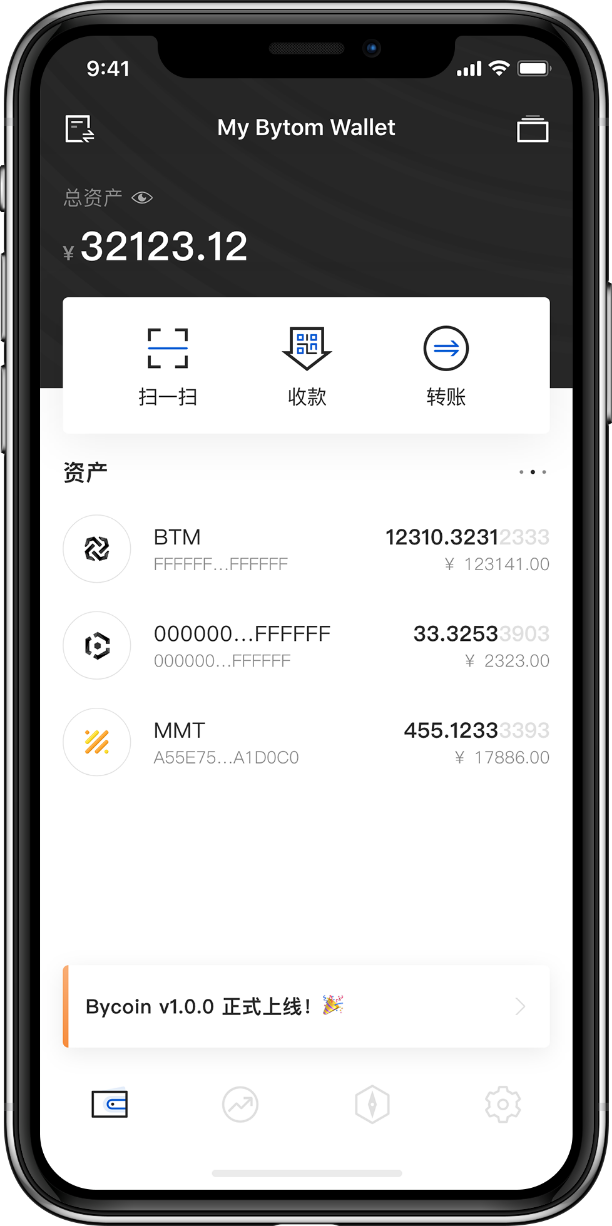 9:41
My Bytom Wallet
总资产
¥ 32123.12
扫一扫 收款 转账
资产
BTM 12310.32312333
FFFFFF...FFFFFF ¥ 123141.00
000000...FFFFFF 33.32533903
000000...FFFFFF ¥ 2323.00
MMT 455.12333393
A55E75...A1D0C0 ¥ 17886.00
Bycoin v1.0.0 正式上线！🎉